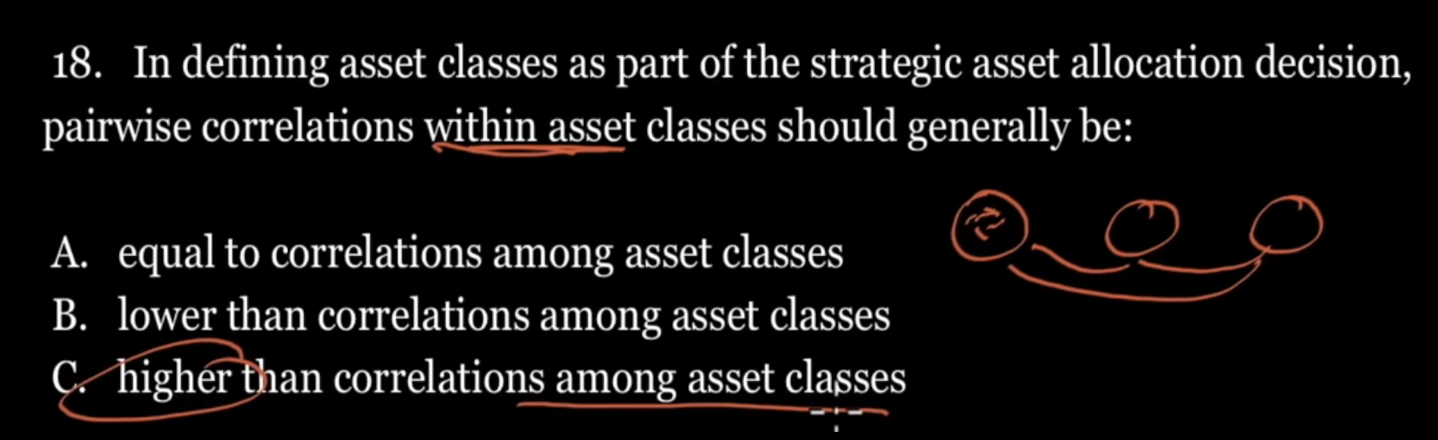 18. In defining asset classes as part of the strategic asset allocation decision,
pairwise correlations within asset classes should generally be:
A. equal to correlations among asset classes
B. lower than correlations among asset classes
C. higher than correlations among asset classes